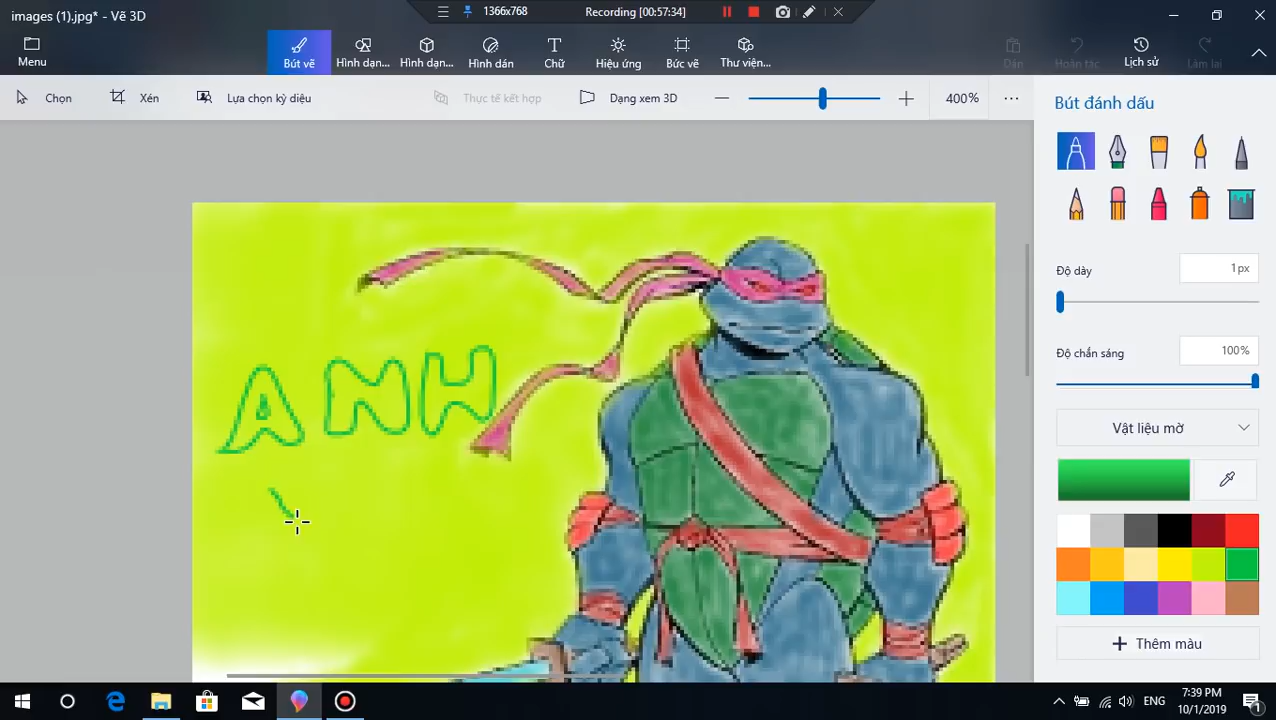 images (1).jpg* - Vẽ 3D
1366x768
Recording [00:57:34]
Menu
Bút vẽ
Hình dạn...
Hình dạn...
Hình dán
Chữ
Hiệu ứng
Bức vẽ
Thư viện...
Dán
Hoàn tác
Lịch sử
Làm lại
Chọn
Xén
Lựa chọn kỳ diệu
Thực tế kết hợp
Dạng xem 3D
400%
Bút đánh dấu
Độ dày
1px
Độ chắn sáng
100%
Vật liệu mờ
Thêm màu
ANH
ENG
7:39 PM
10/1/2019
1